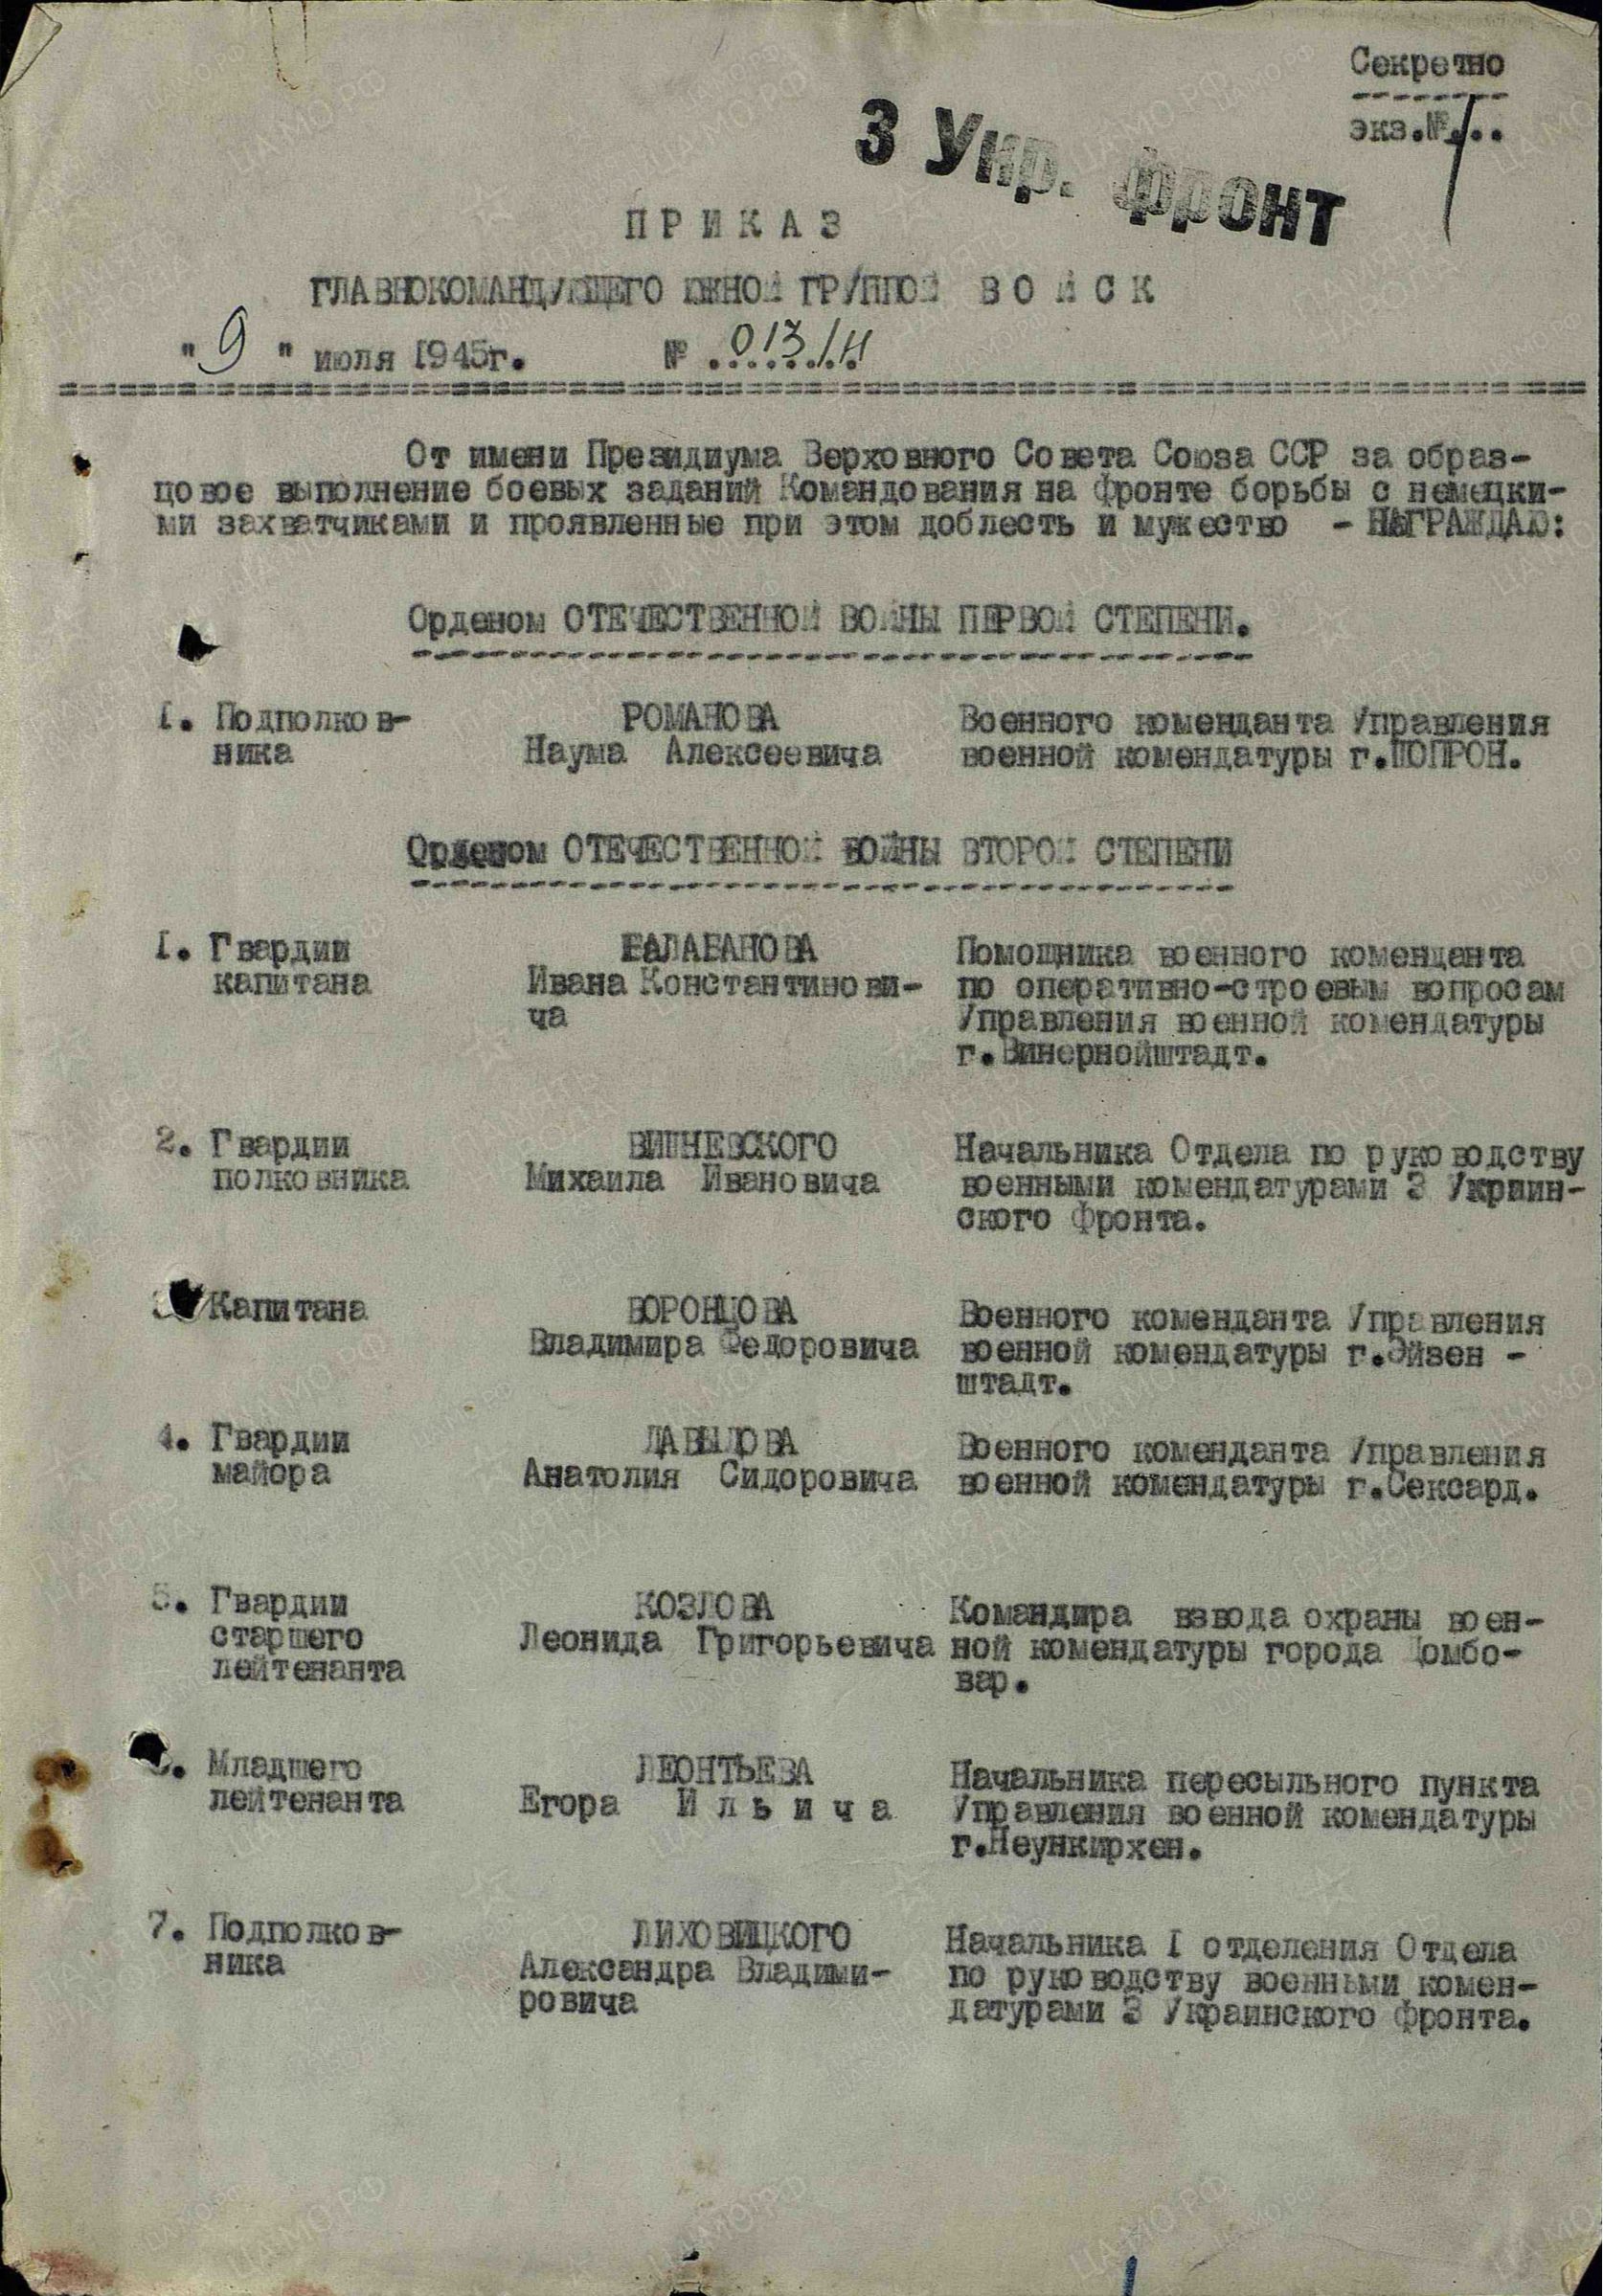 Секретно
экз.№ 1
3 Укр. фронт
ПРИКАЗ
ГЛАВНОКОМАНДУЮЩЕГО ЮЖНОЙ ГРУППОЙ ВОЙСК
"9" июля 1945г. № 013/н
От имени Президиума Верховного Совета Союза ССР за образ-
цовое выполнение боевых заданий Командования на фронте борьбы с немецки-
ми захватчиками и проявленные при этом доблесть и мужество - НАГРАЖДАЮ:
Орденом ОТЕЧЕСТВЕННОЙ ВОЙНЫ ПЕРВОЙ СТЕПЕНИ.
I. Подполков- РОМАНОВА Военного коменданта Управления
ника Наума Алексеевича военной комендатуры г.ШОПРОН.
Орденом ОТЕЧЕСТВЕННОЙ ВОЙНЫ ВТОРОЙ СТЕПЕНИ
I. Гвардии БАЛАБАНОВА Помощника военного коменданта
капитана Ивана Константинови- по оперативно-строевым вопросам
ча Управления военной комендатуры
г.Винернойштадт.
2. Гвардии ВИШНЕВСКОГО Начальника Отдела по руководству
полковника Михаила Ивановича военными комендатурами 3 Укриин-
ского фронта.
Капитана ВОРОНЦОВА Военного коменданта Управления
Владимира Федоровича военной комендатуры г.Эйзен -
штадт.
4. Гвардии ДАВЫДОВА Военного коменданта Управления
майора Анатолия Сидоровича военной комендатуры г.Сексард.
5. Гвардии КОЗЛОВА Командира взвода охраны воен-
старшего Леонида Григорьевича ной комендатуры города Домбо-
лейтенанта вар.
Младшего ЛЕОНТЬЕВА Начальника пересыльного пункта
лейтенанта Егора Ильича Управления военной комендатуры
г.Неункирхен.
7. Подполков- ЛИХОВИЦКОГО Начальника I отделения Отдела
ника Александра Владими- по руководству военными комен-
ровича датурами 3 Украинского фронта.